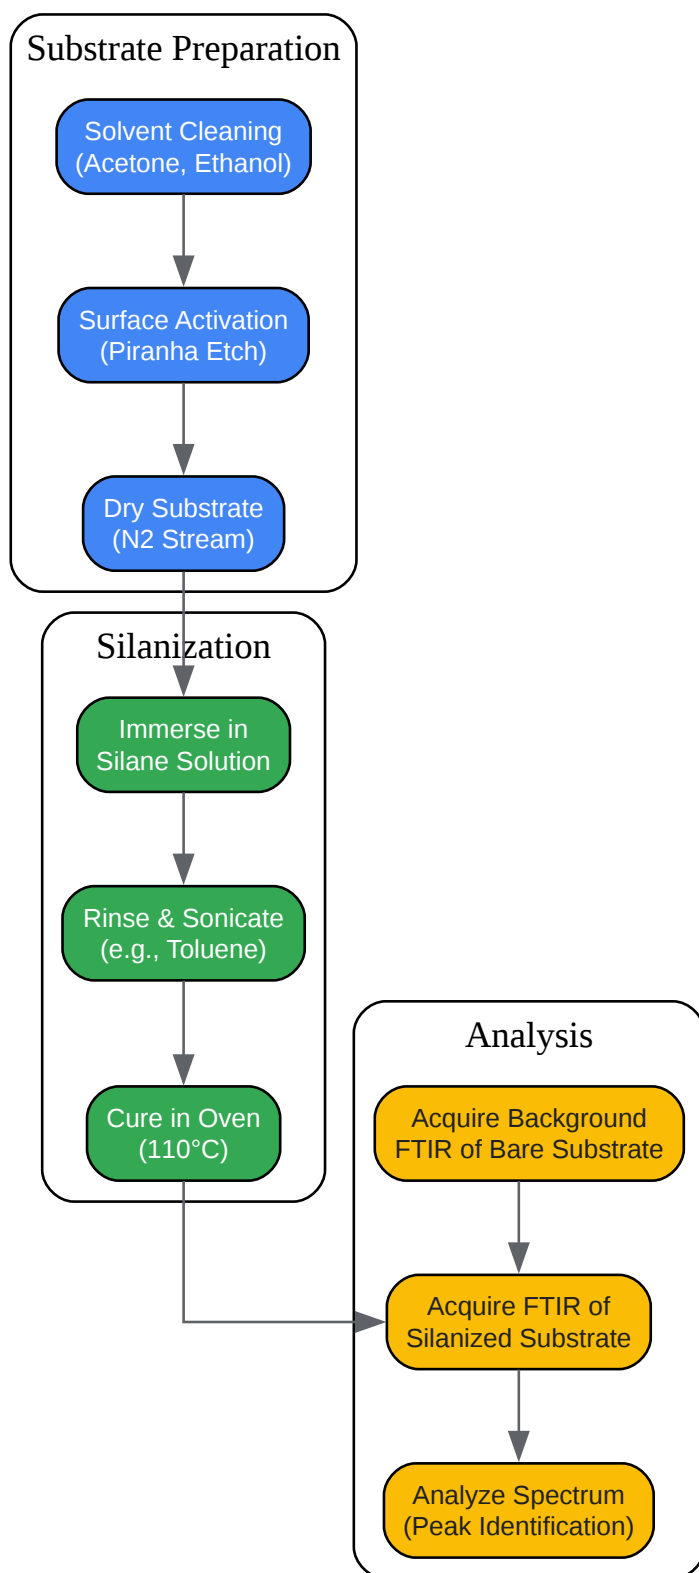 Substrate Preparation
Solvent Cleaning
(Acetone, Ethanol)
Surface Activation
(Piranha Etch)
Dry Substrate
(N2 Stream)
Silanization
Immerse in
Silane Solution
Rinse & Sonicate
(e.g., Toluene)
Cure in Oven
(110°C)
Analysis
Acquire Background
FTIR of Bare Substrate
Acquire FTIR of
Silanized Substrate
Analyze Spectrum
(Peak Identification)